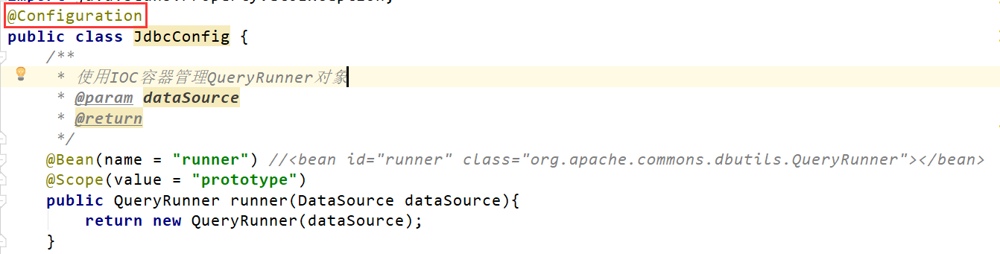 @Configuration
public class JdbcConfig {
/**
* 使用IOC容器管理QueryRunner对象
* @param dataSource
* @return
*/
@Bean(name = "runner") //<bean id="runner" class="org.apache.commons.dbutils.QueryRunner"></bean>
@Scope(value = "prototype")
public QueryRunner runner(DataSource dataSource){
return new QueryRunner(dataSource);
}